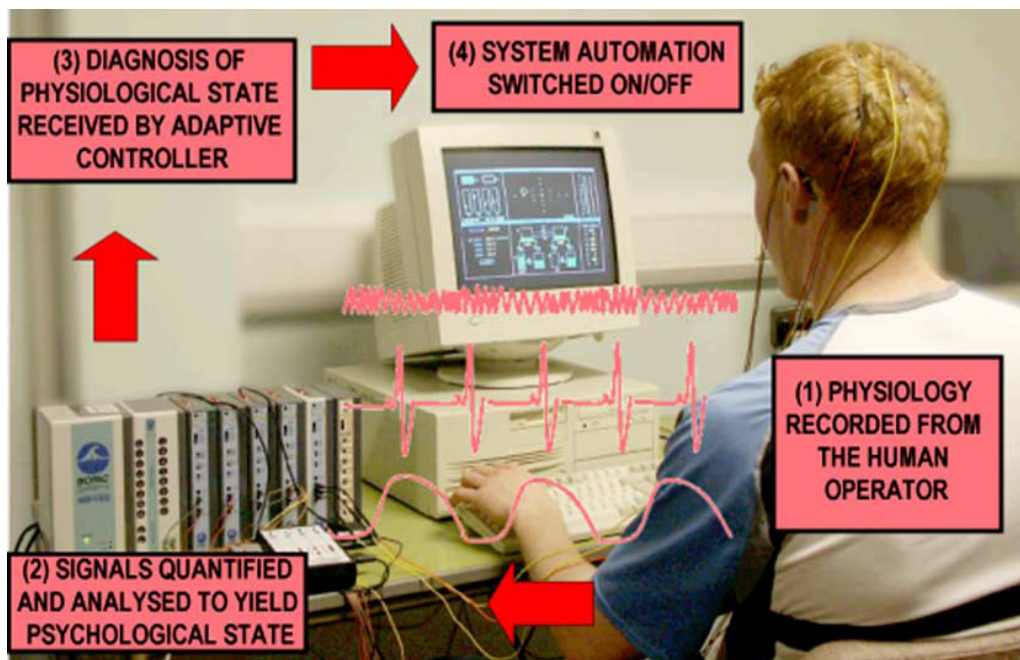 (3) DIAGNOSIS OF
PHYSIOLOGICAL STATE
RECEIVED BY ADAPTIVE
CONTROLLER
(4) SYSTEM AUTOMATION
SWITCHED ON/OFF
(1) PHYSIOLOGY
RECORDED FROM
THE HUMAN
OPERATOR
BIOPAC
(2) SIGNALS QUANTIFIED
AND ANALYSED TO YIELD
PSYCHOLOGICAL STATE